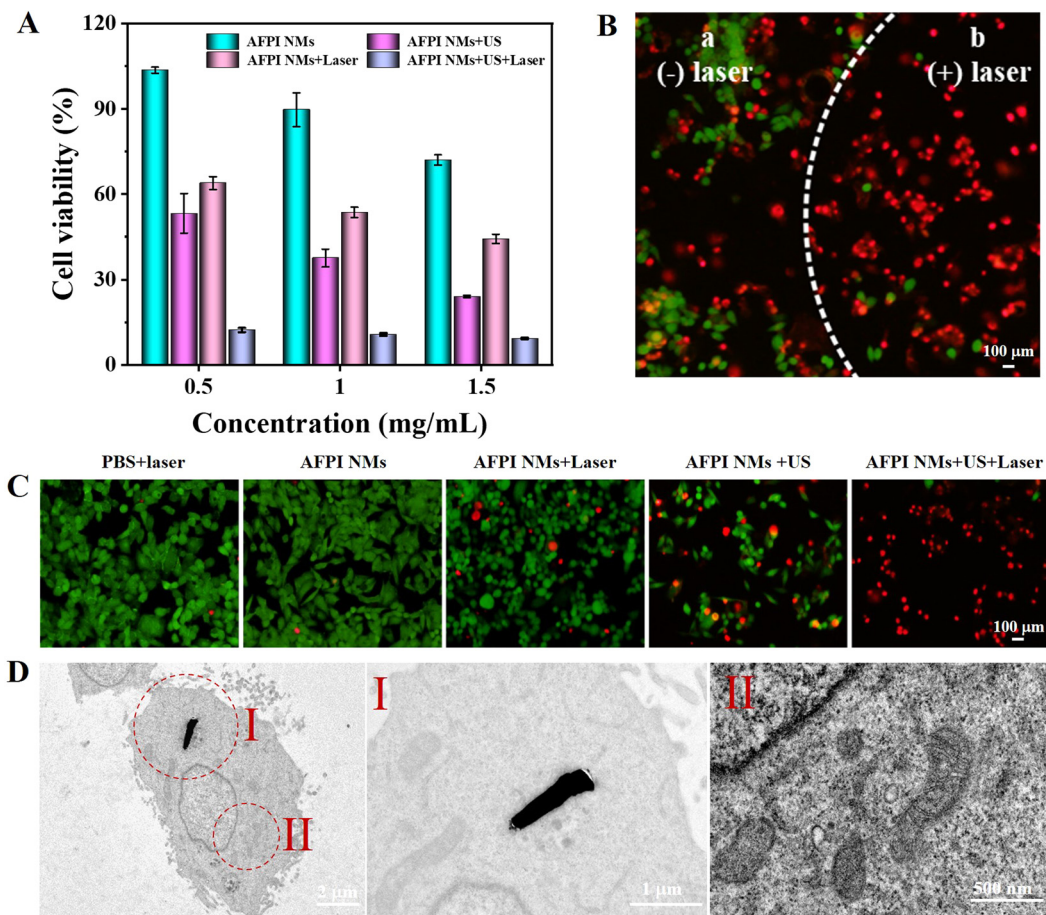 A
120
90
60
30
0
Cell viability (%)
AFPI NMs
AFPI NMs+US
AFPI NMs+Laser
AFPI NMs+US+Laser
0.5
1
1.5
Concentration (mg/mL)
B
a
(-) laser
b
(+) laser
100 μm
C
PBS+laser
AFPI NMs
AFPI NMs+Laser
AFPI NMs +US
AFPI NMs+US+Laser
100 μm
D
I
II
2 μm
I
1 μm
II
500 nm